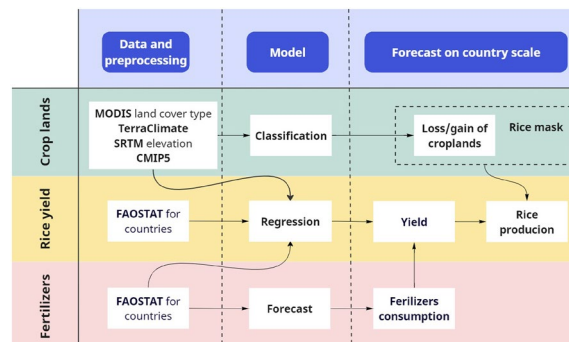 Data and
preprocessing
Model
Forecast on country scale
Crop lands
MODIS land cover type
TerraClimate
SRTM elevation
CMIP5
Classification
Loss/gain of
croplands
Rice mask
Rice yield
FAOSTAT for
countries
Regression
Yield
Rice
producion
Fertilizers
FAOSTAT for
countries
Forecast
Ferilizers
consumption